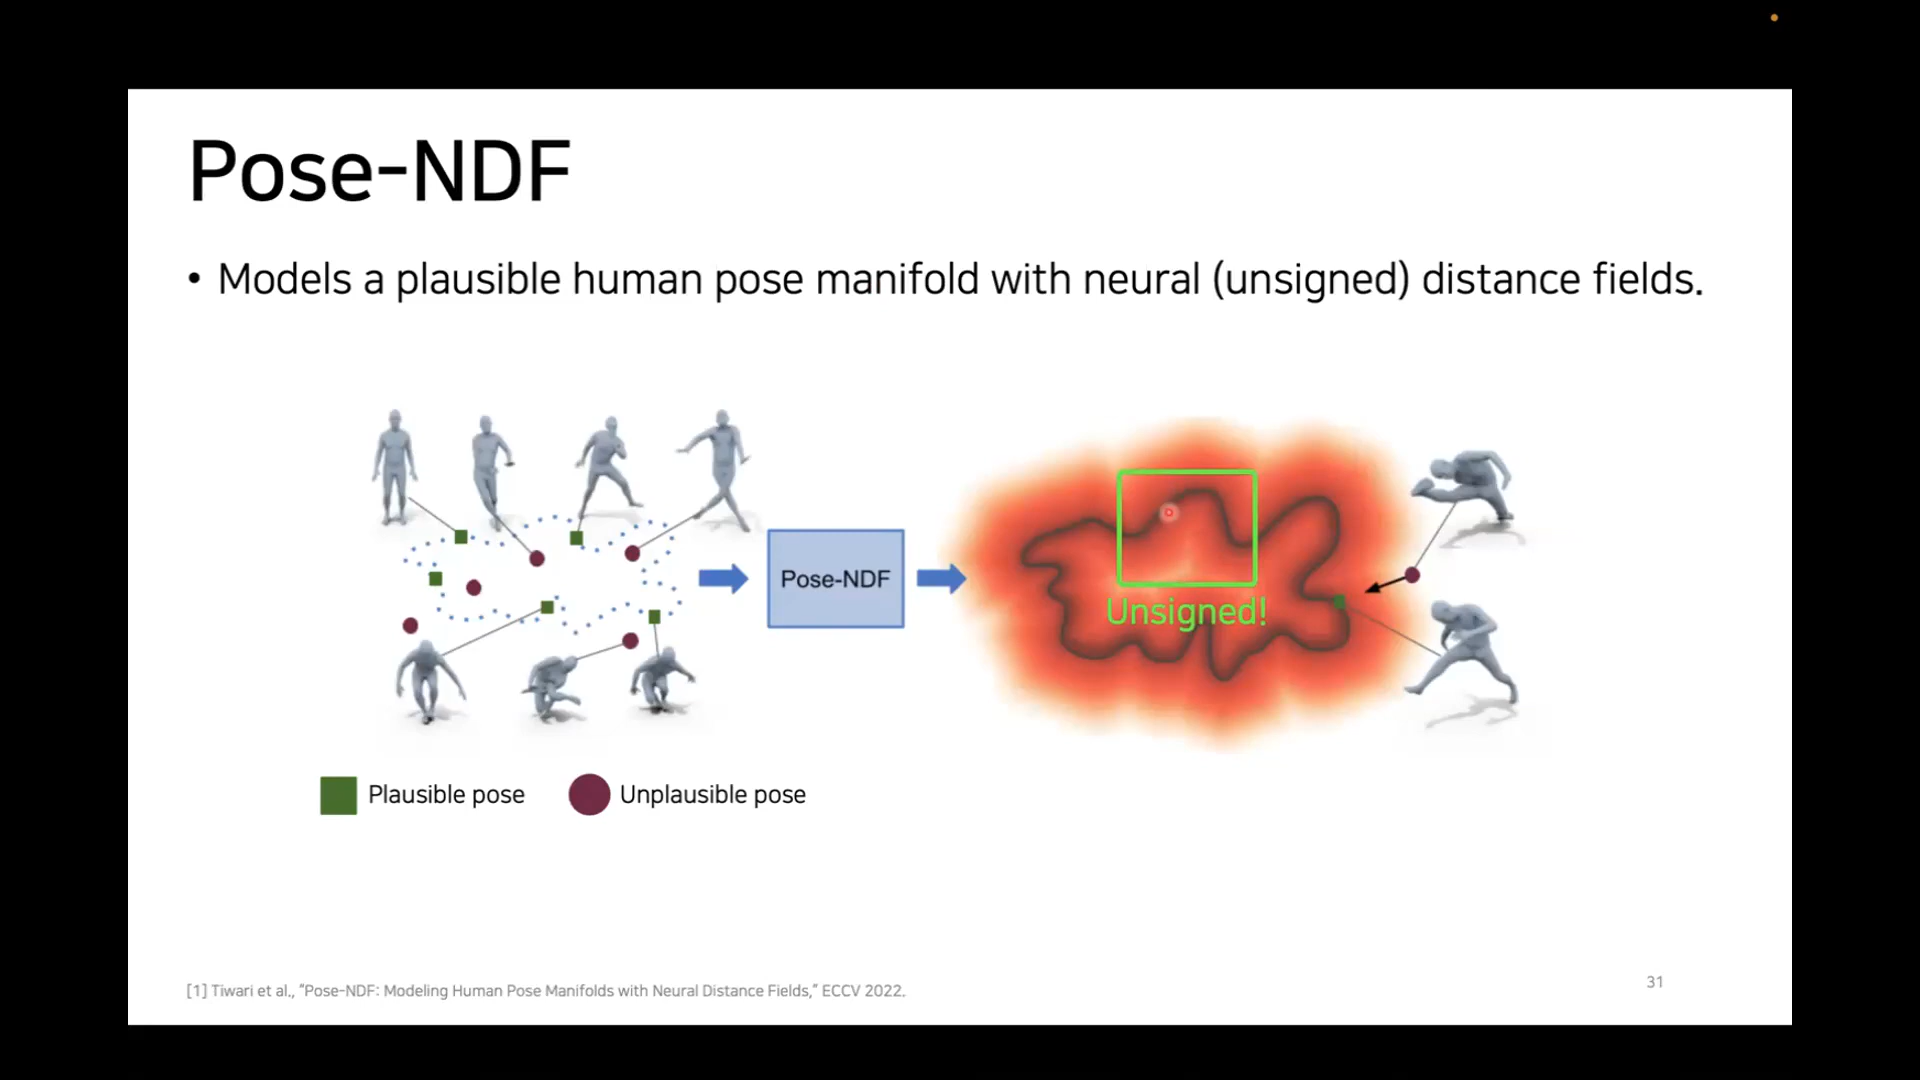 Pose-NDF
• Models a plausible human pose manifold with neural (unsigned) distance fields.
Pose-NDF
Unsigned!
Plausible pose
Unplausible pose
[1] Tiwari et al., "Pose-NDF: Modeling Human Pose Manifolds with Neural Distance Fields," ECCV 2022.
31